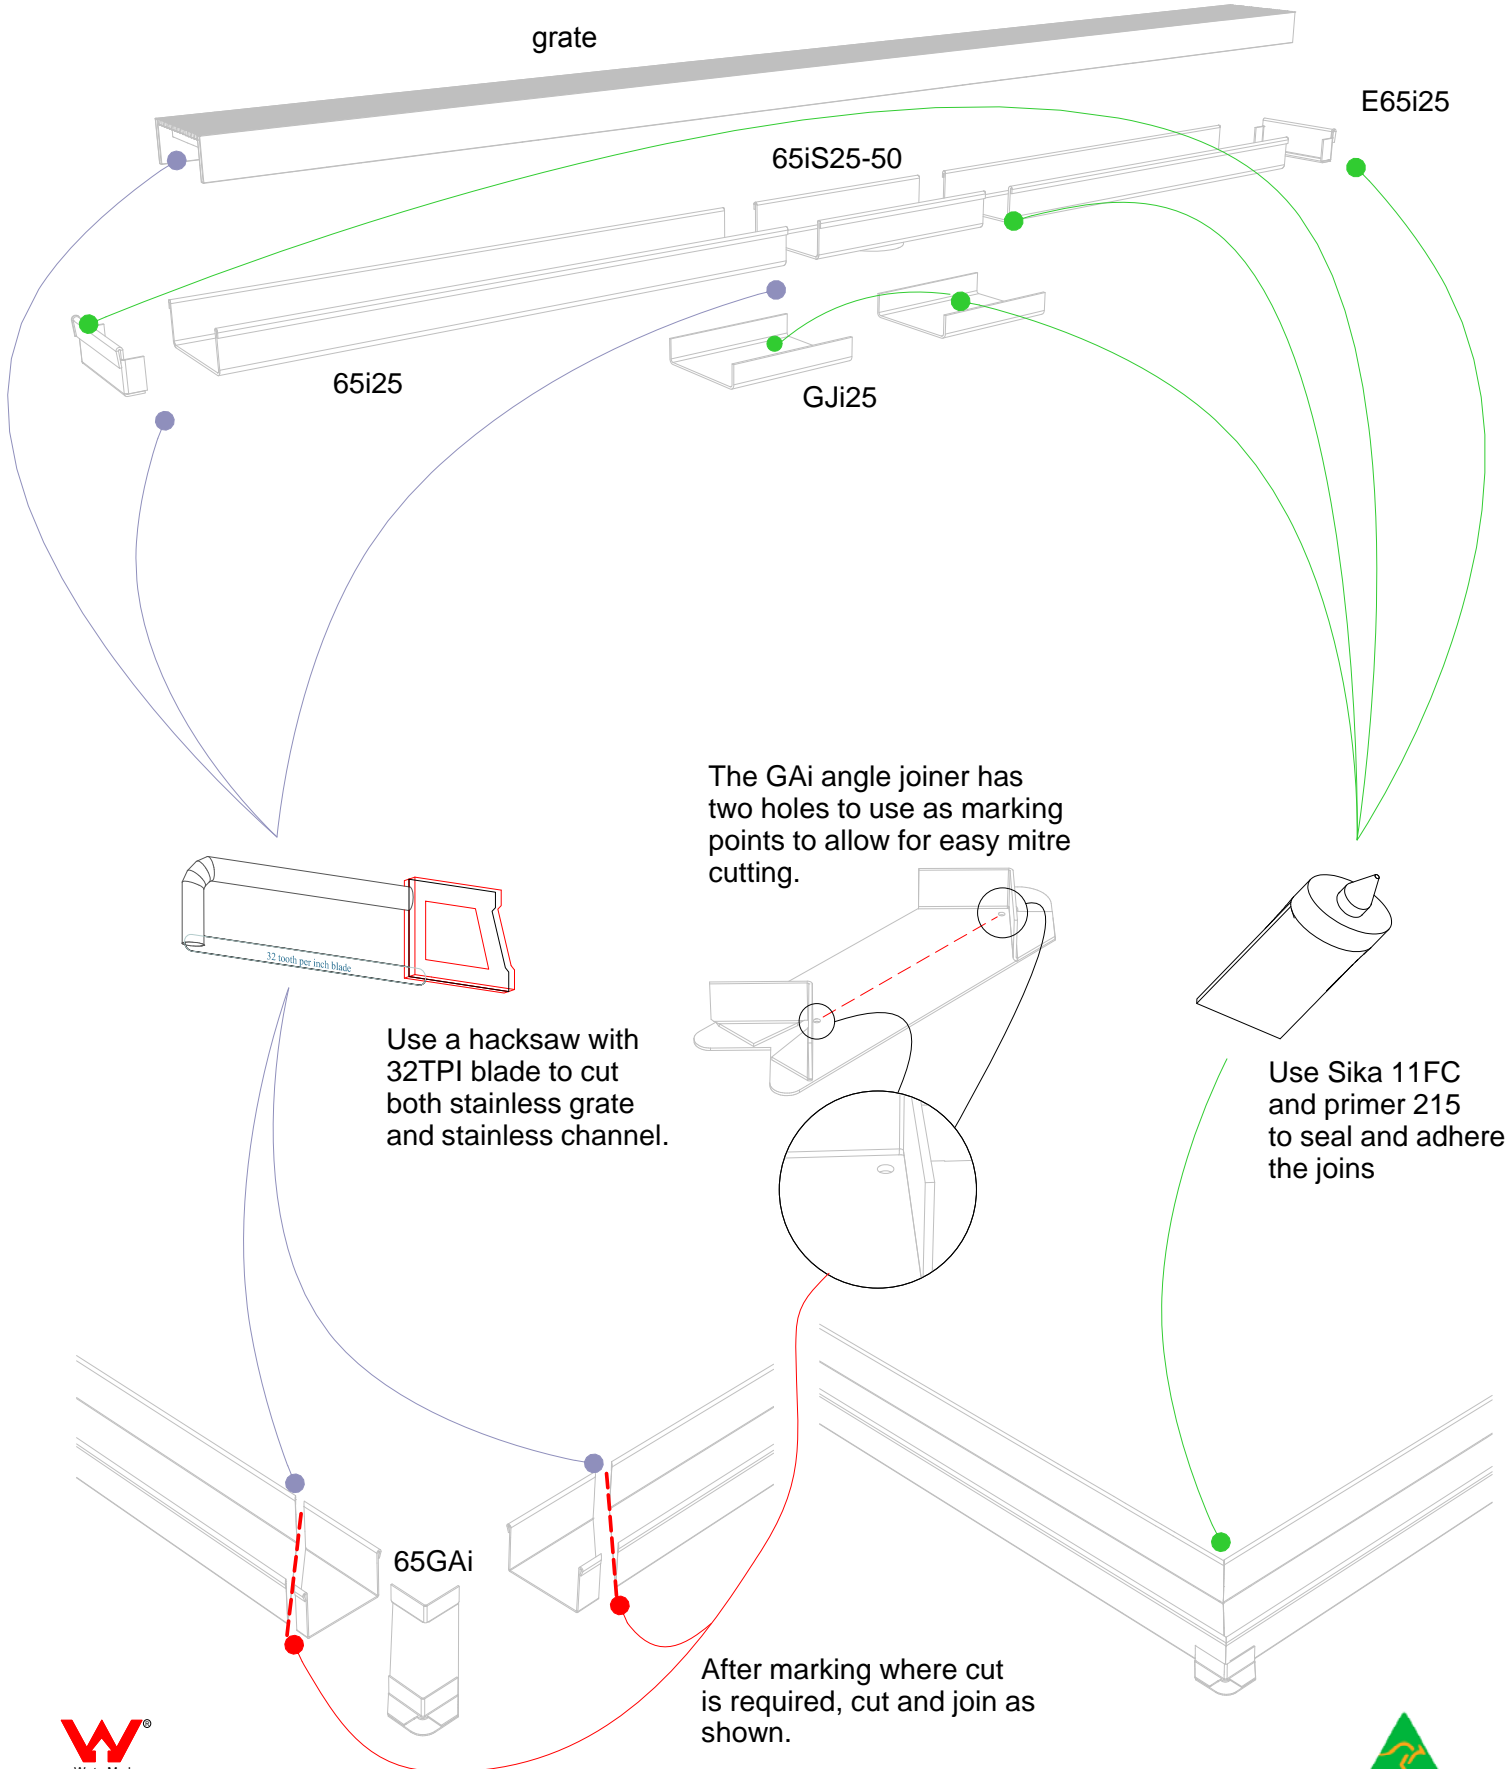 grate
E65i25
65iS25-50
65i25
GJi25
The GAi angle joiner has
two holes to use as marking
points to allow for easy mitre
cutting.
32 tooth per inch blade
Use a hacksaw with
32TPI blade to cut
both stainless grate
and stainless channel.
Use Sika 11FC
and primer 215
to seal and adhere
the joins
65GAi
After marking where cut
is required, cut and join as
shown.
®